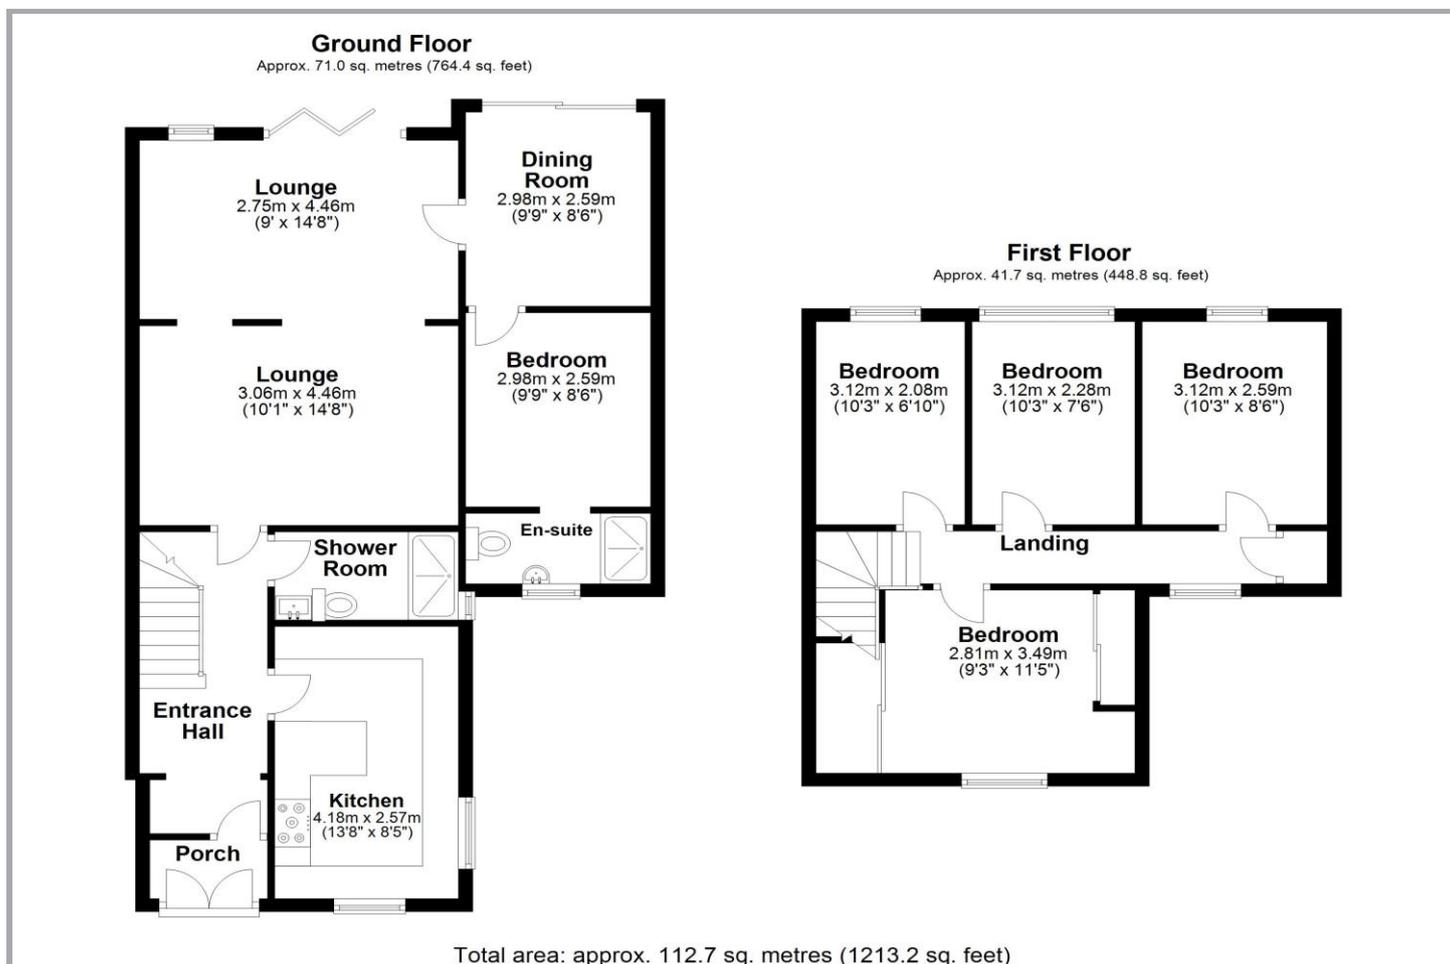 Ground Floor
Approx. 71.0 sq. metres (764.4 sq. feet)
Lounge
2.75m x 4.46m
(9' x 14'8")
Dining
Room
2.98m x 2.59m
(9'9" x 8'6")
Lounge
3.06m x 4.46m
(10'1" x 14'8")
Bedroom
2.98m x 2.59m
(9'9" x 8'6")
En-suite
Shower
Room
Entrance
Hall
Kitchen
4.18m x 2.57m
(13'8" x 8'5")
Porch
First Floor
Approx. 41.7 sq. metres (448.8 sq. feet)
Bedroom
3.12m x 2.08m
(10'3" x 6'10")
Bedroom
3.12m x 2.28m
(10'3" x 7'6")
Bedroom
3.12m x 2.59m
(10'3" x 8'6")
Landing
Bedroom
2.81m x 3.49m
(9'3" x 11'5")
Total area: approx. 112.7 sq. metres (1213.2 sq. feet)